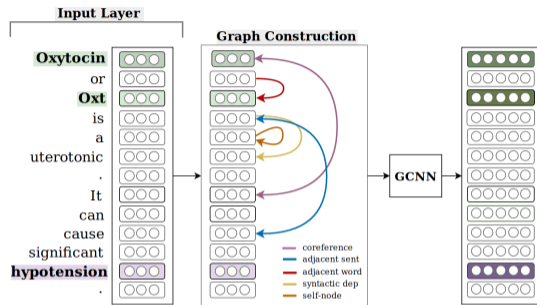 Input Layer
Graph Construction
Oxytocin
or
Oxt
is
a
uterotonic
.
It
can
cause
significant
hypotension
.
GCNN
coreference
adjacent sent
adjacent word
syntactic dep
self-node